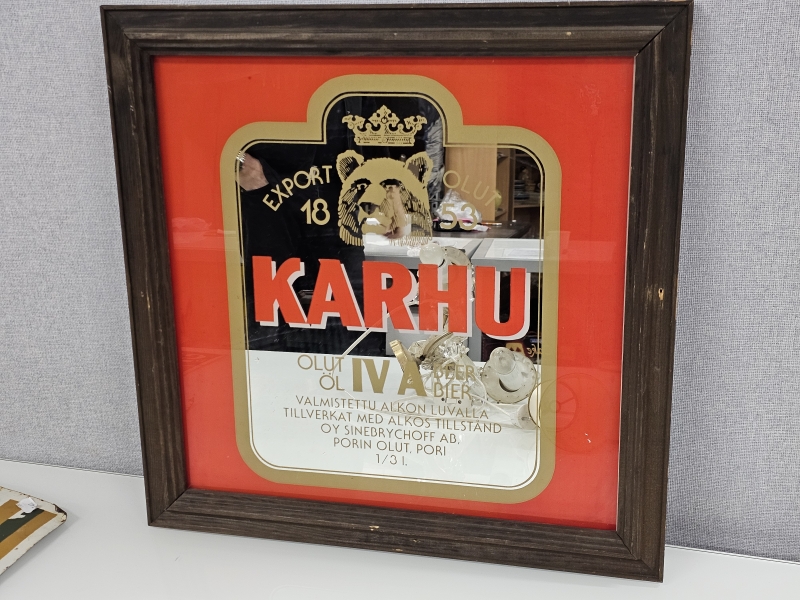 EXPORT OLUT
18 53
KARHU
OLUT IV A BEER
ÖL BIER
VALMISTETTU ALKON LUVALLA
TILLVERKAT MED ALKOS TILLSTÅND
OY SINEBRYCHOFF AB,
PORIN OLUT, PORI
1/3 l.